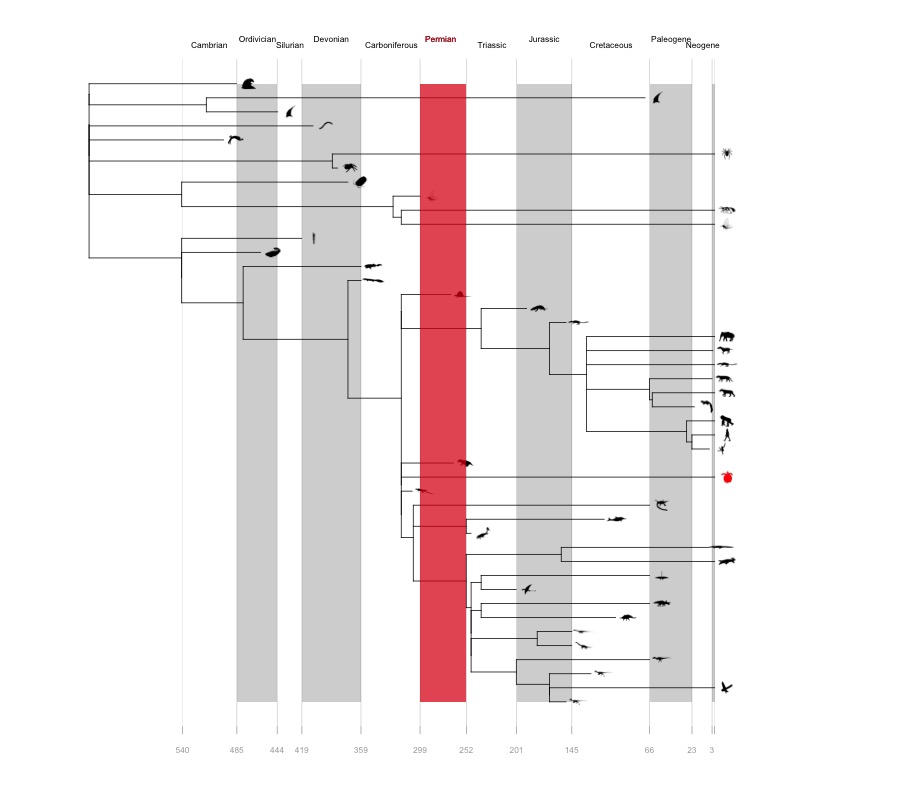 Ordivician Devonian Permian Jurassic Paleogene
Cambrian Silurian Carboniferous Triassic Cretaceous Neogene
540 485 444 419 359 299 252 201 145 66 23 3